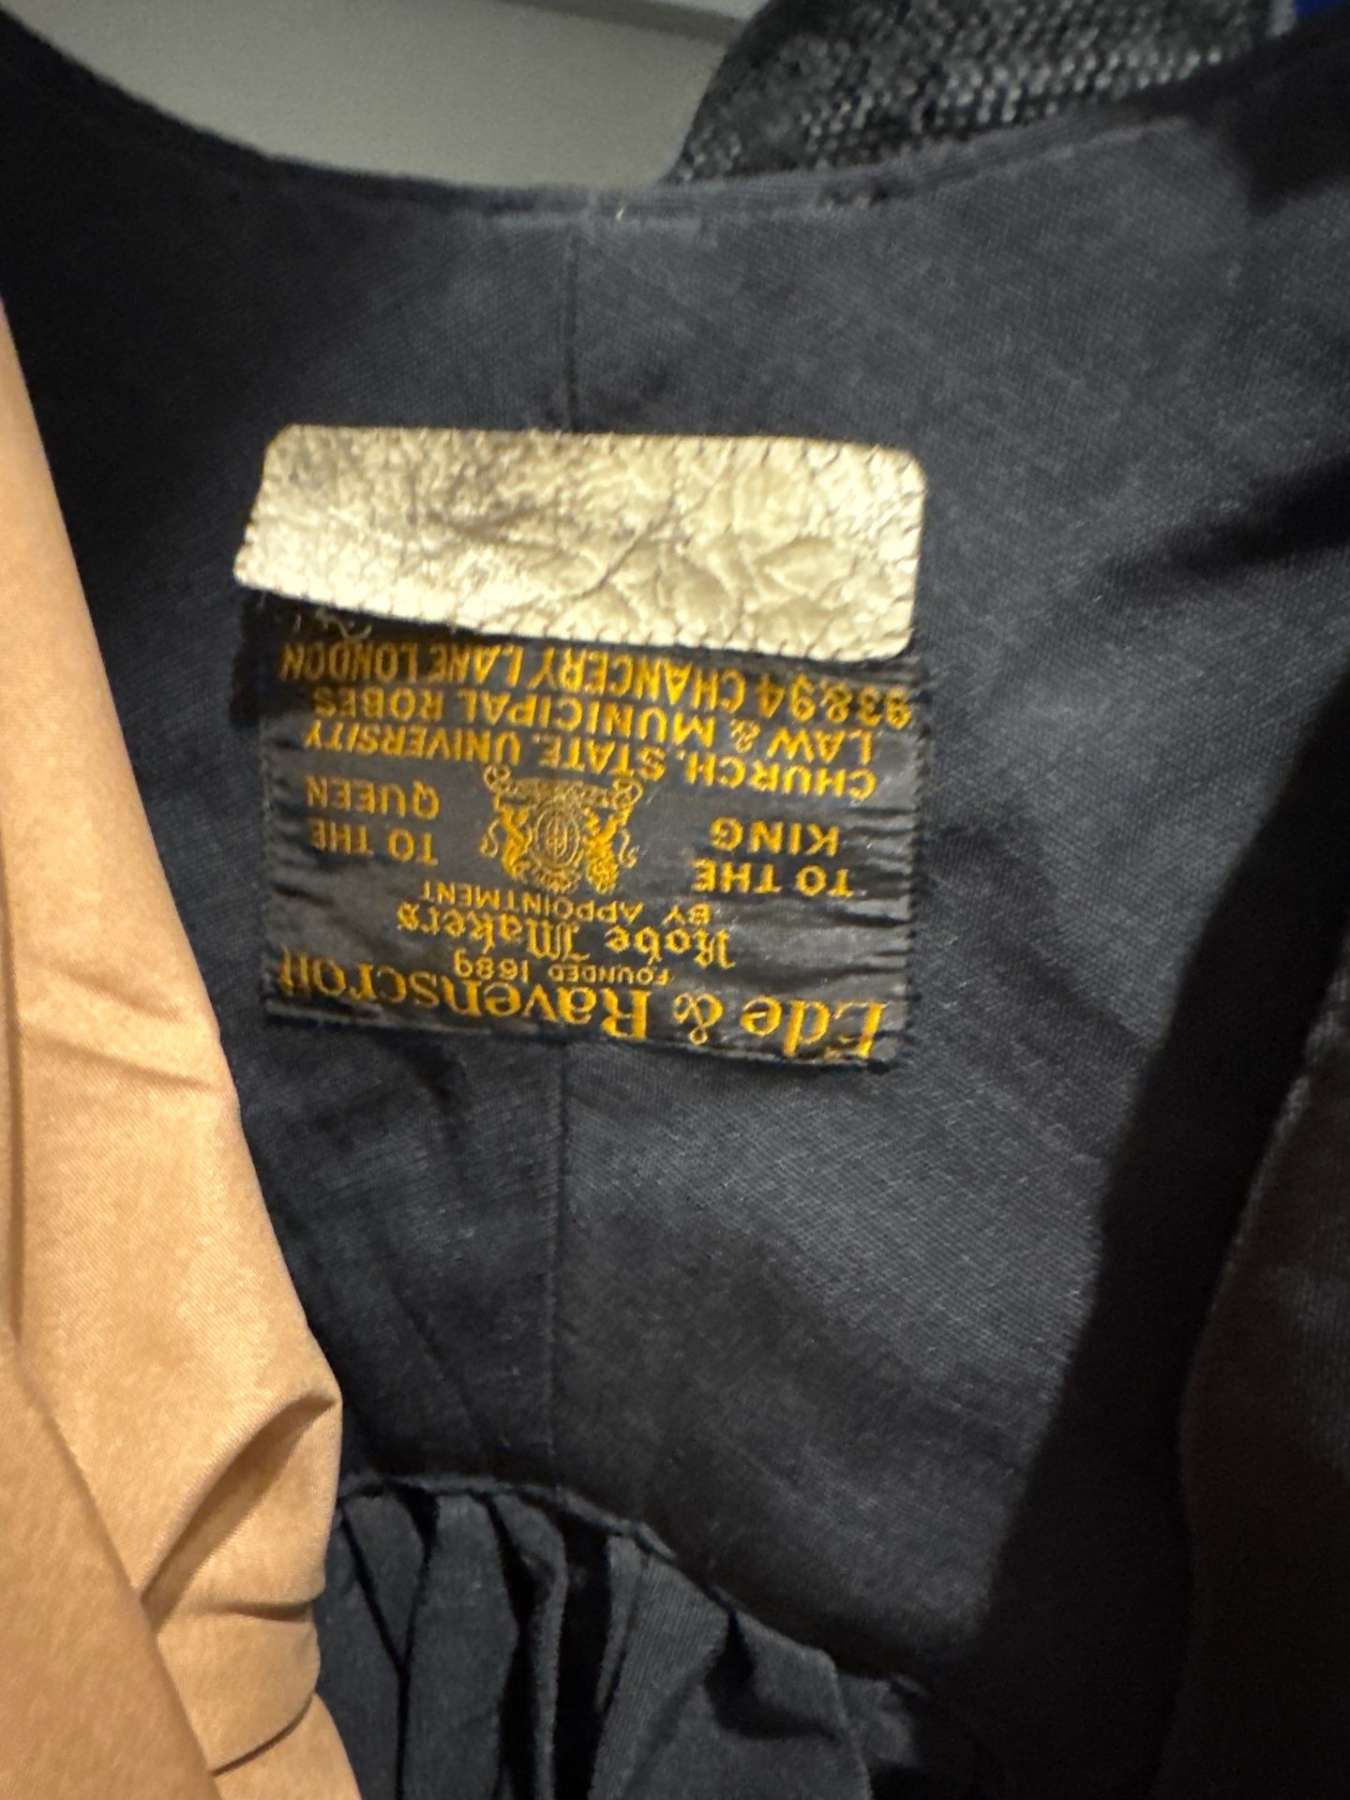 Ede & Ravenscroft
FOUNDED 1689
Robe Makers
BY APPOINTMENT
TO THE KING
TO THE QUEEN
CHURCH, STATE, UNIVERSITY
LAW & MUNICIPAL ROBES
93&94 CHANCERY LANE LONDON